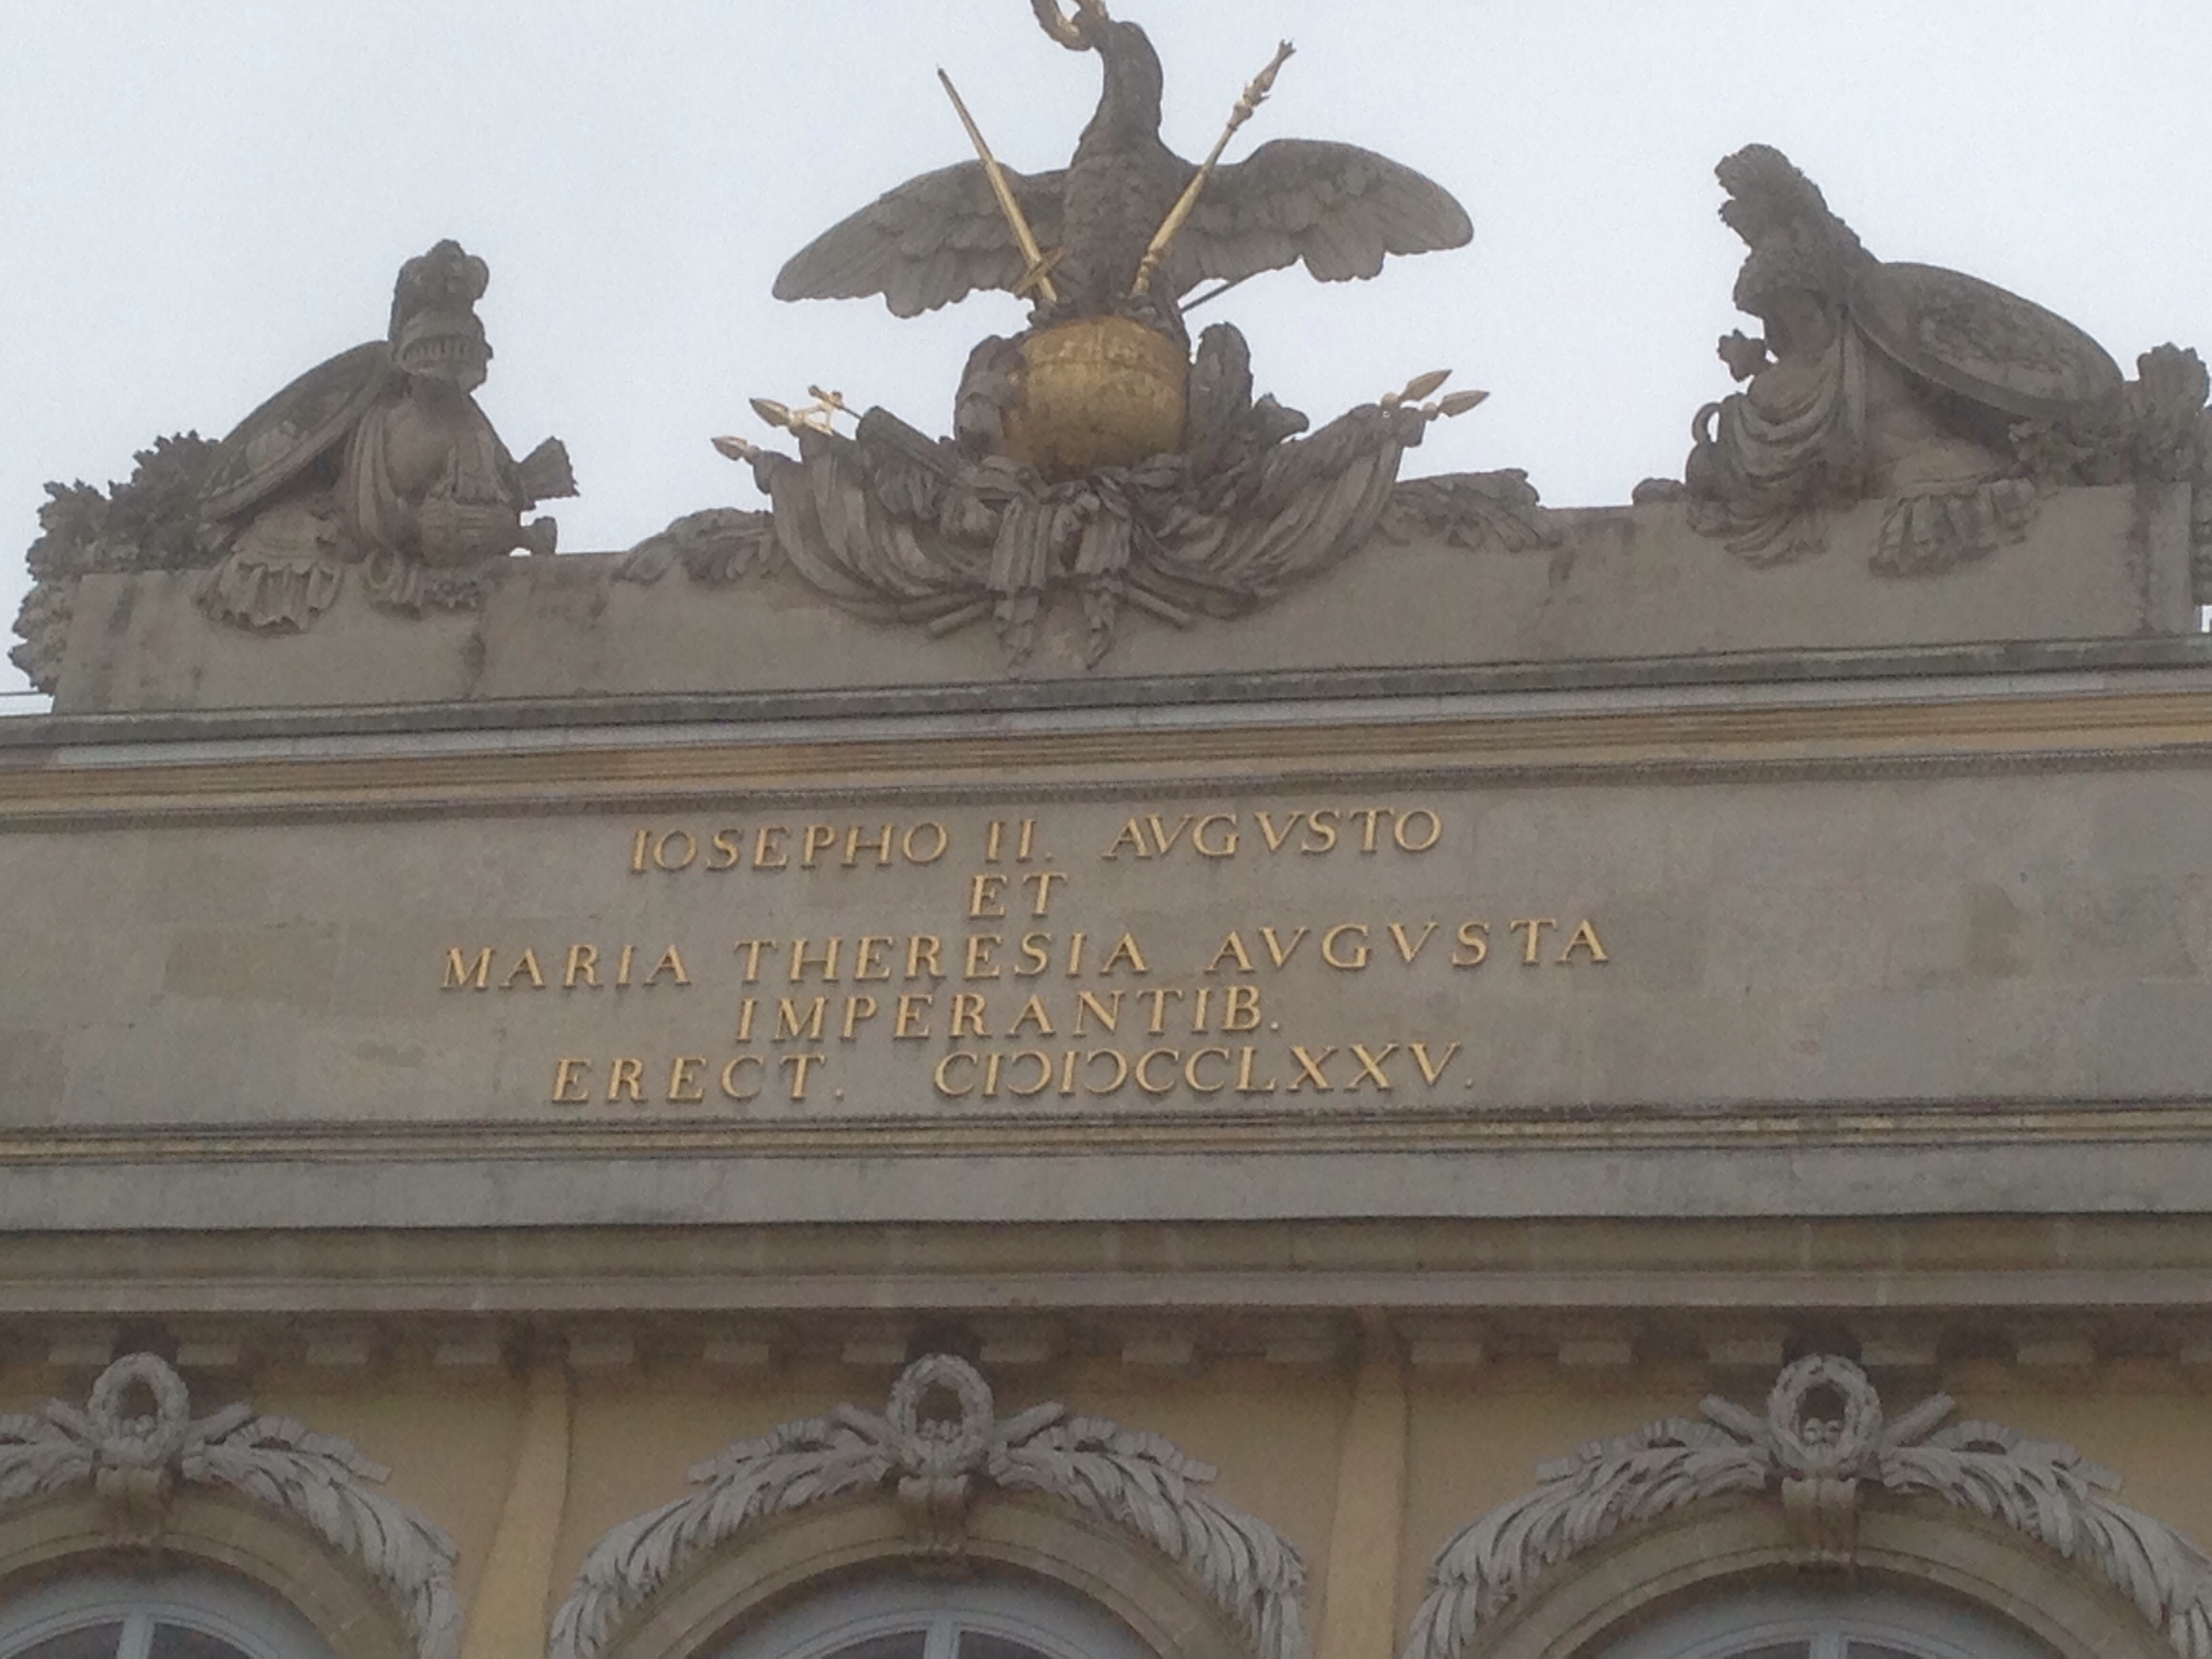 IOSEPHO II. AVGVSTO
ET
MARIA THERESIA AVGVSTA
IMPERANTIB.
ERECT. CIↃIↃCCLXXV.